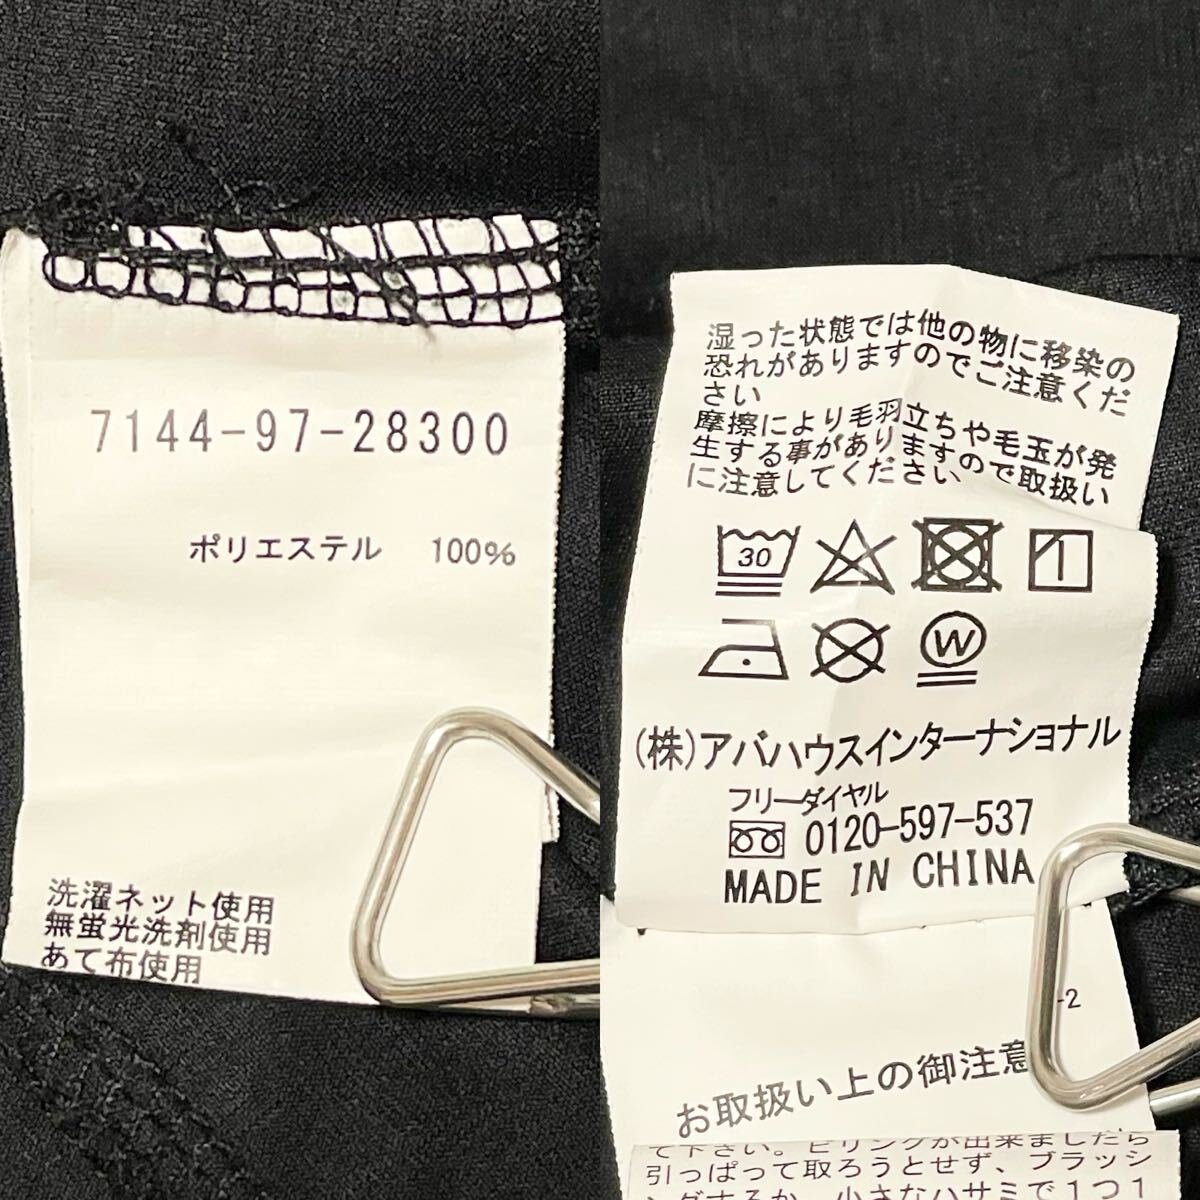 7144-97-28300
ポリエステル 100%
洗濯ネット使用
無蛍光洗剤使用
あて布使用
湿った状態では他の物に移染の
恐れがありますのでご注意くだ
さい
摩擦により毛羽立ちや毛玉が発
生する事がありますので取扱い
に注意してください
30
W
(株)アバハウスインターナショナル
フリーダイヤル
0120-597-537
MADE IN CHINA
-2
お取扱い上の御注意
て下さい。ピリングが出来ましたら
引っぱって取ろうとせず、ブラッシ
ングするか、小さなハサミで1つ1